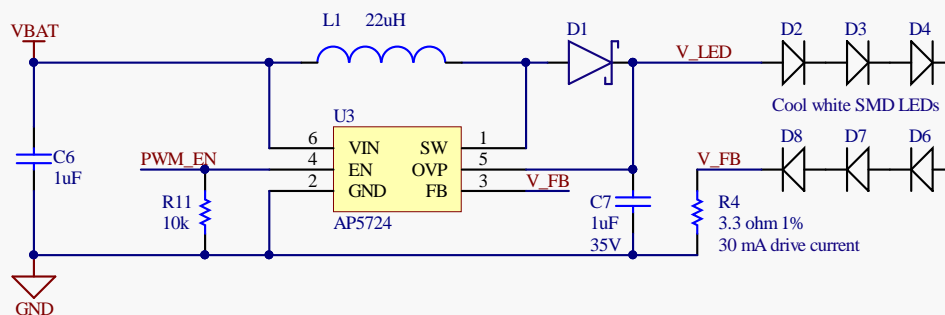 VBAT
L1 22uH
D1
V_LED
D2
D3
D4
Cool white SMD LEDs
C6
1uF
PWM_EN
R11
10k
U3
6 VIN SW 1
4 EN OVP 5
2 GND FB 3
AP5724
V_FB
C7
1uF
35V
V_FB
D8
D7
D6
R4
3.3 ohm 1%
30 mA drive current
GND